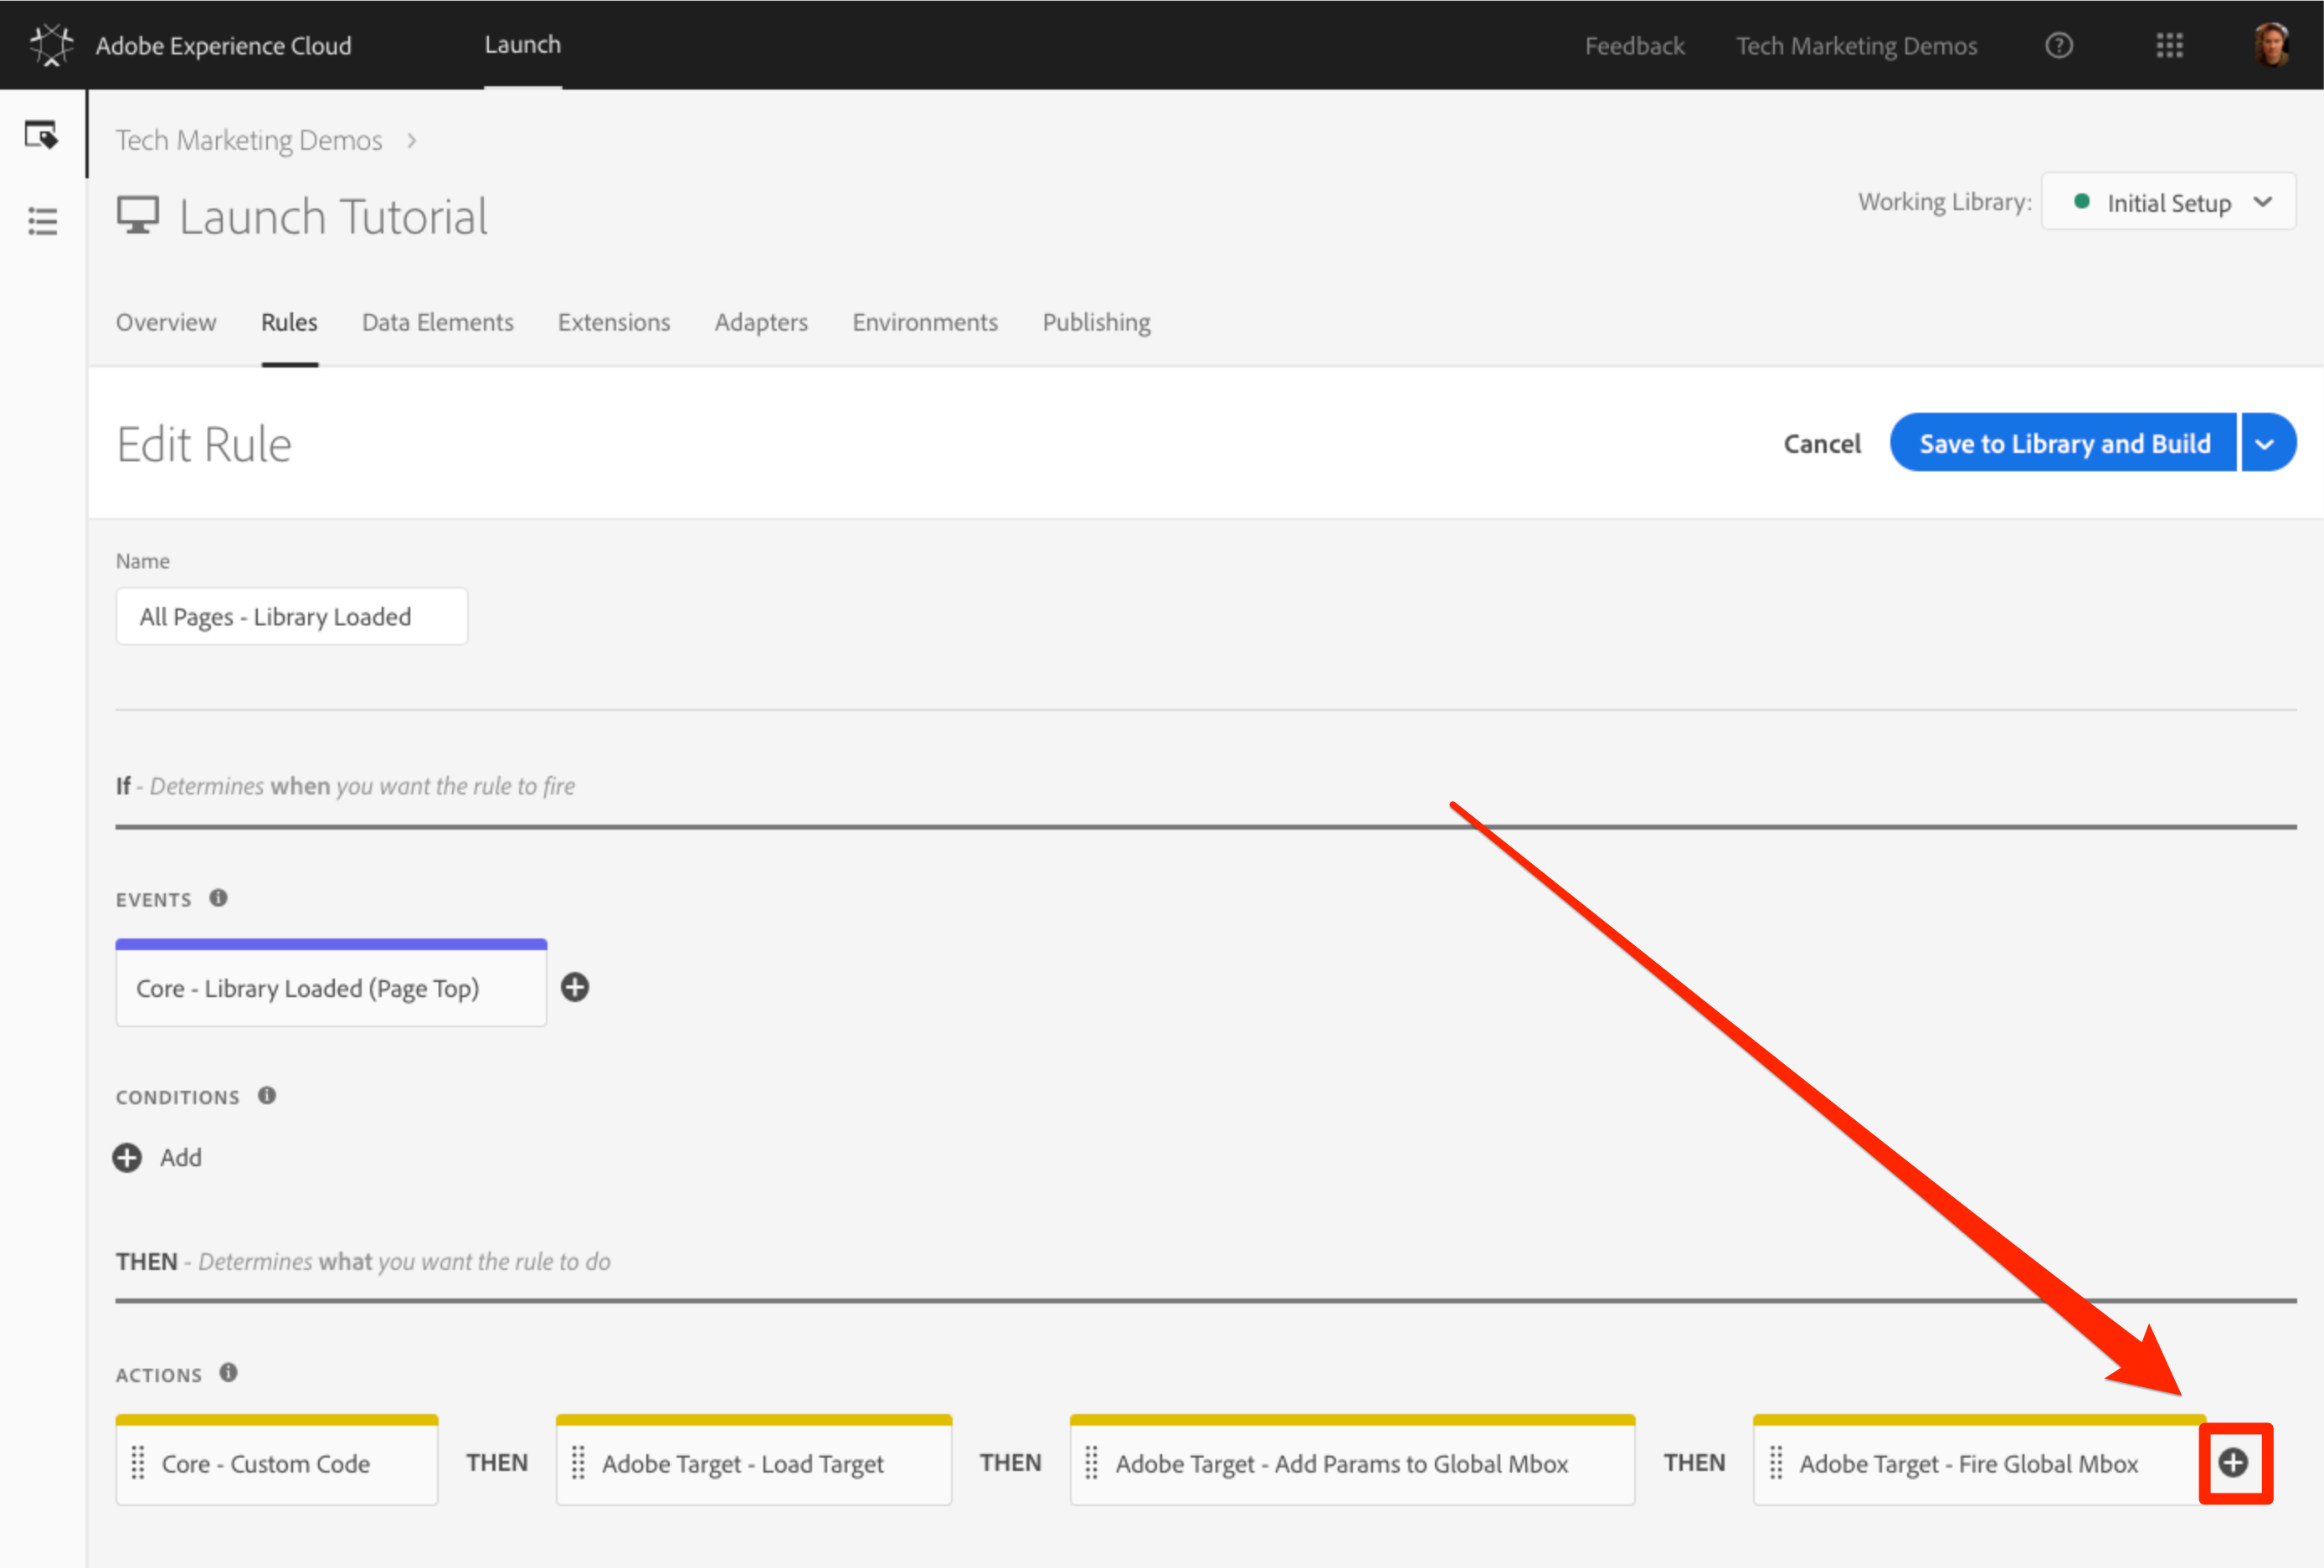 Adobe Experience Cloud Launch Feedback Tech Marketing Demos
Tech Marketing Demos
Launch Tutorial
Working Library: Initial Setup
Overview Rules Data Elements Extensions Adapters Environments Publishing
Edit Rule
Cancel Save to Library and Build
Name
All Pages - Library Loaded
If - Determines when you want the rule to fire
EVENTS
Core - Library Loaded (Page Top)
CONDITIONS
Add
THEN - Determines what you want the rule to do
ACTIONS
Core - Custom Code THEN Adobe Target - Load Target THEN Adobe Target - Add Params to Global Mbox THEN Adobe Target - Fire Global Mbox